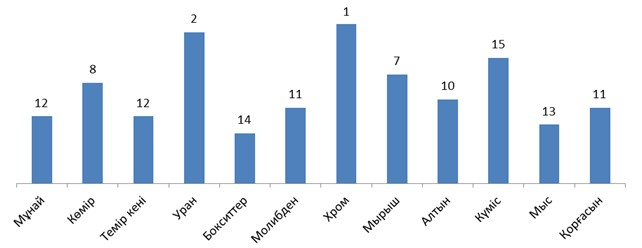 12
8
12
2
14
11
1
7
10
15
13
11
Мұнай
Көмір
Темір кені
Уран
Бокситтер
Молибден
Хром
Мырыш
Алтын
Күміс
Мыс
Қорғасын